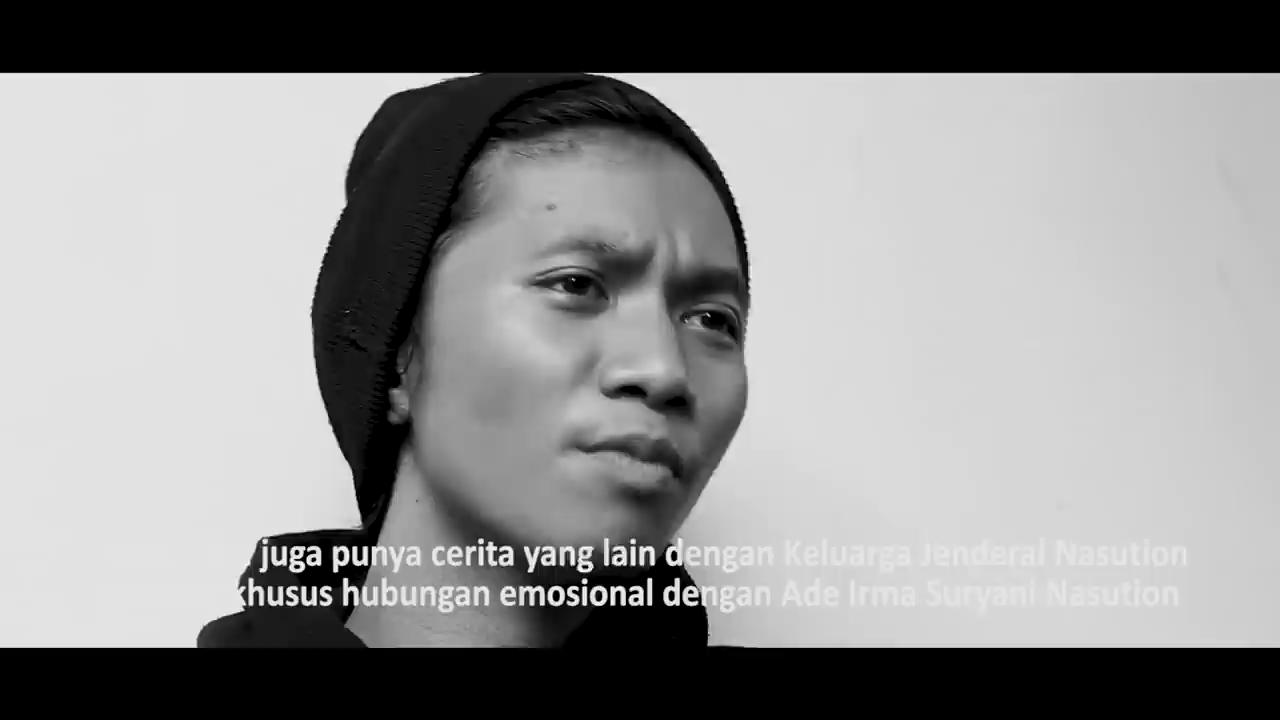 juga punya cerita yang lain dengan Keluarga Jenderal Nasution
khusus hubungan emosional dengan Ade Irma Suryani Nasution